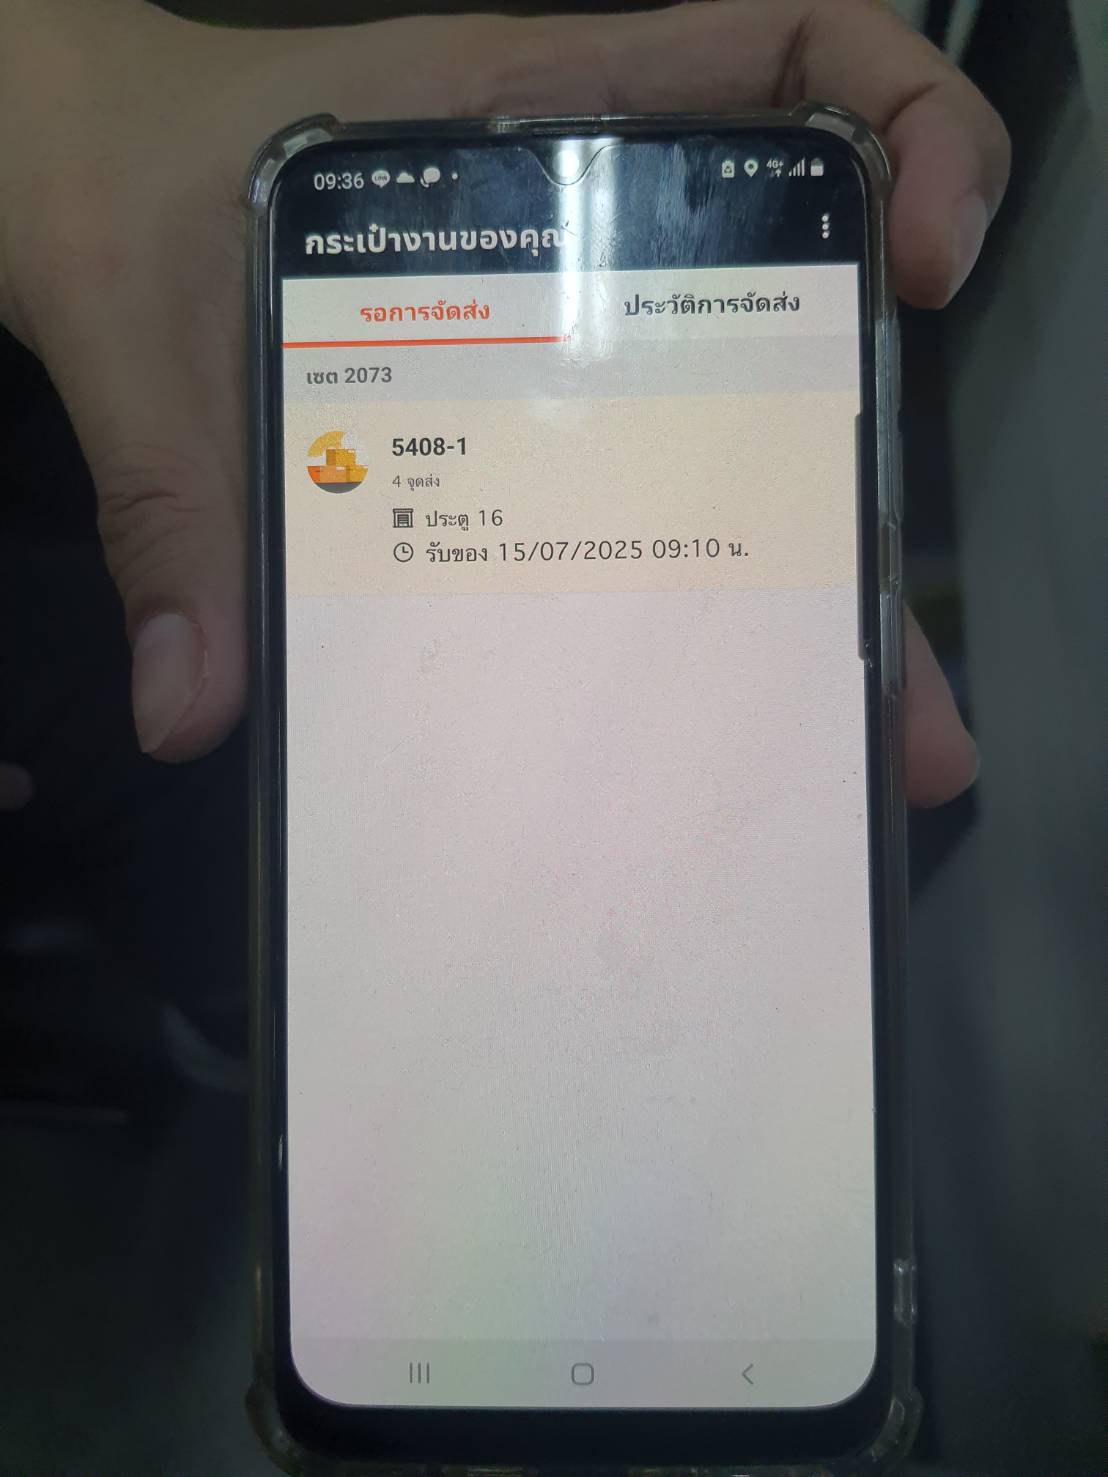 09:36
4G+
กระเป๋างานของคุณ
รอการจัดส่ง ประวัติการจัดส่ง
เซต 2073
5408-1
4 จุดส่ง
ประตู 16
รับของ 15/07/2025 09:10 น.